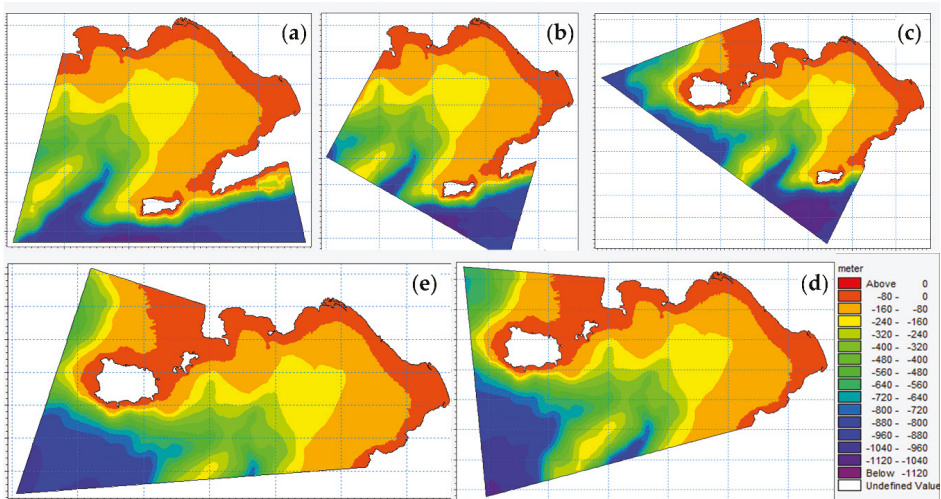 (a)
(b)
(c)
(e)
(d)
meter
Above 0
-80 - 0
-160 - -80
-240 - -160
-320 - -240
-400 - -320
-480 - -400
-560 - -480
-640 - -560
-720 - -640
-800 - -720
-880 - -800
-960 - -880
-1040 - -960
-1120 - -1040
Below -1120
Undefined Value